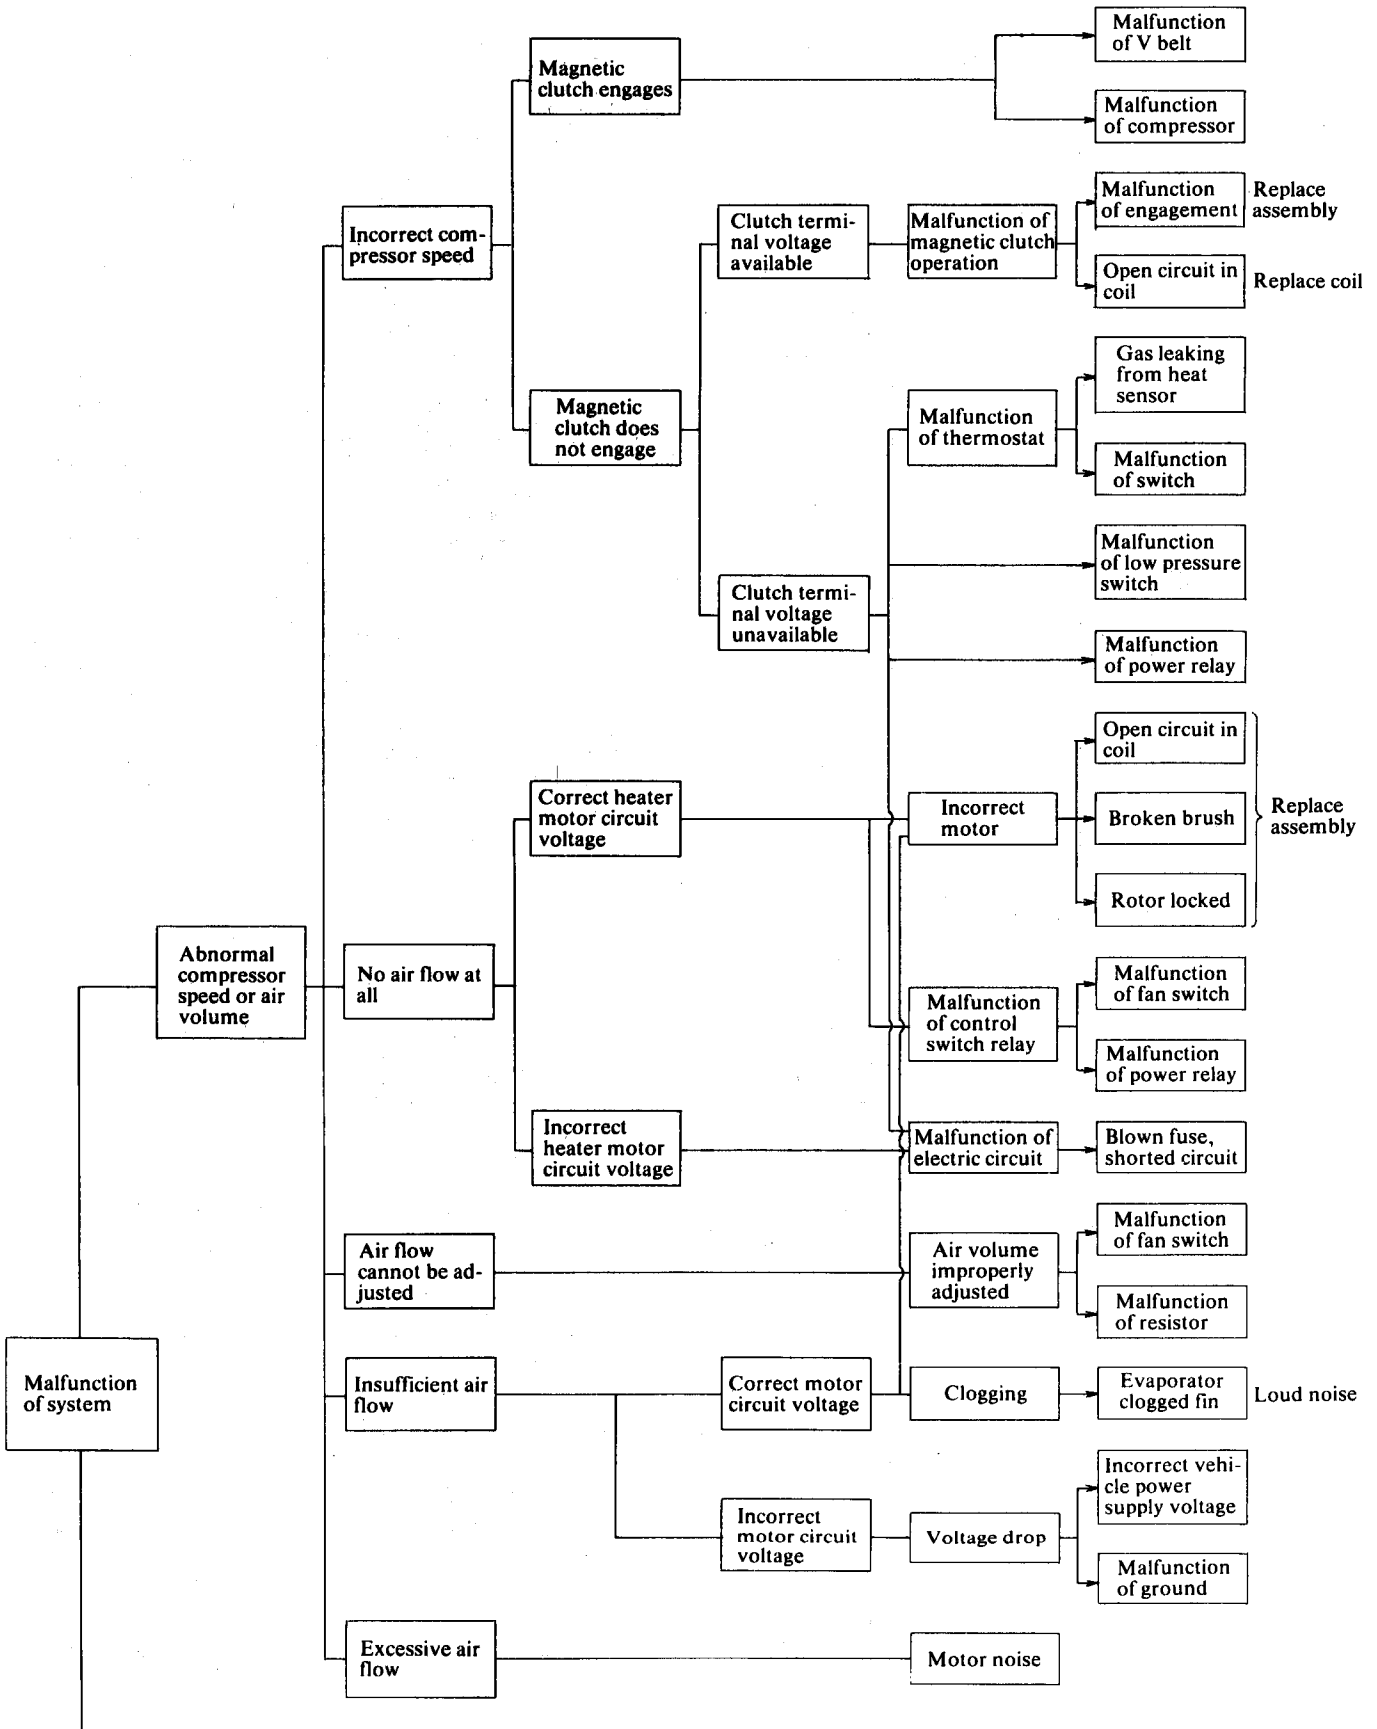 Malfunction
of V belt
Magnetic
clutch engages
Malfunction
of compressor
Malfunction
of engagement
Replace
assembly
Incorrect com-
pressor speed
Clutch termi-
nal voltage
available
Malfunction of
magnetic clutch
operation
Open circuit in
coil
Replace coil
Gas leaking
from heat
sensor
Magnetic
clutch does
not engage
Malfunction
of thermostat
Malfunction
of switch
Malfunction
of low pressure
switch
Clutch termi-
nal voltage
unavailable
Malfunction
of power relay
Open circuit in
coil
Correct heater
motor circuit
voltage
Incorrect
motor
Broken brush
Replace
assembly
Rotor locked
Abnormal
compressor
speed or air
volume
No air flow at
all
Malfunction
of fan switch
Malfunction
of control
switch relay
Malfunction
of power relay
Incorrect
heater motor
circuit voltage
Malfunction of
electric circuit
Blown fuse,
shorted circuit
Malfunction
of fan switch
Air flow
cannot be ad-
justed
Air volume
improperly
adjusted
Malfunction
of resistor
Malfunction
of system
Insufficient air
flow
Correct motor
circuit voltage
Clogging
Evaporator
clogged fin
Loud noise
Incorrect vehi-
cle power
supply voltage
Incorrect
motor circuit
voltage
Voltage drop
Malfunction
of ground
Excessive air
flow
Motor noise